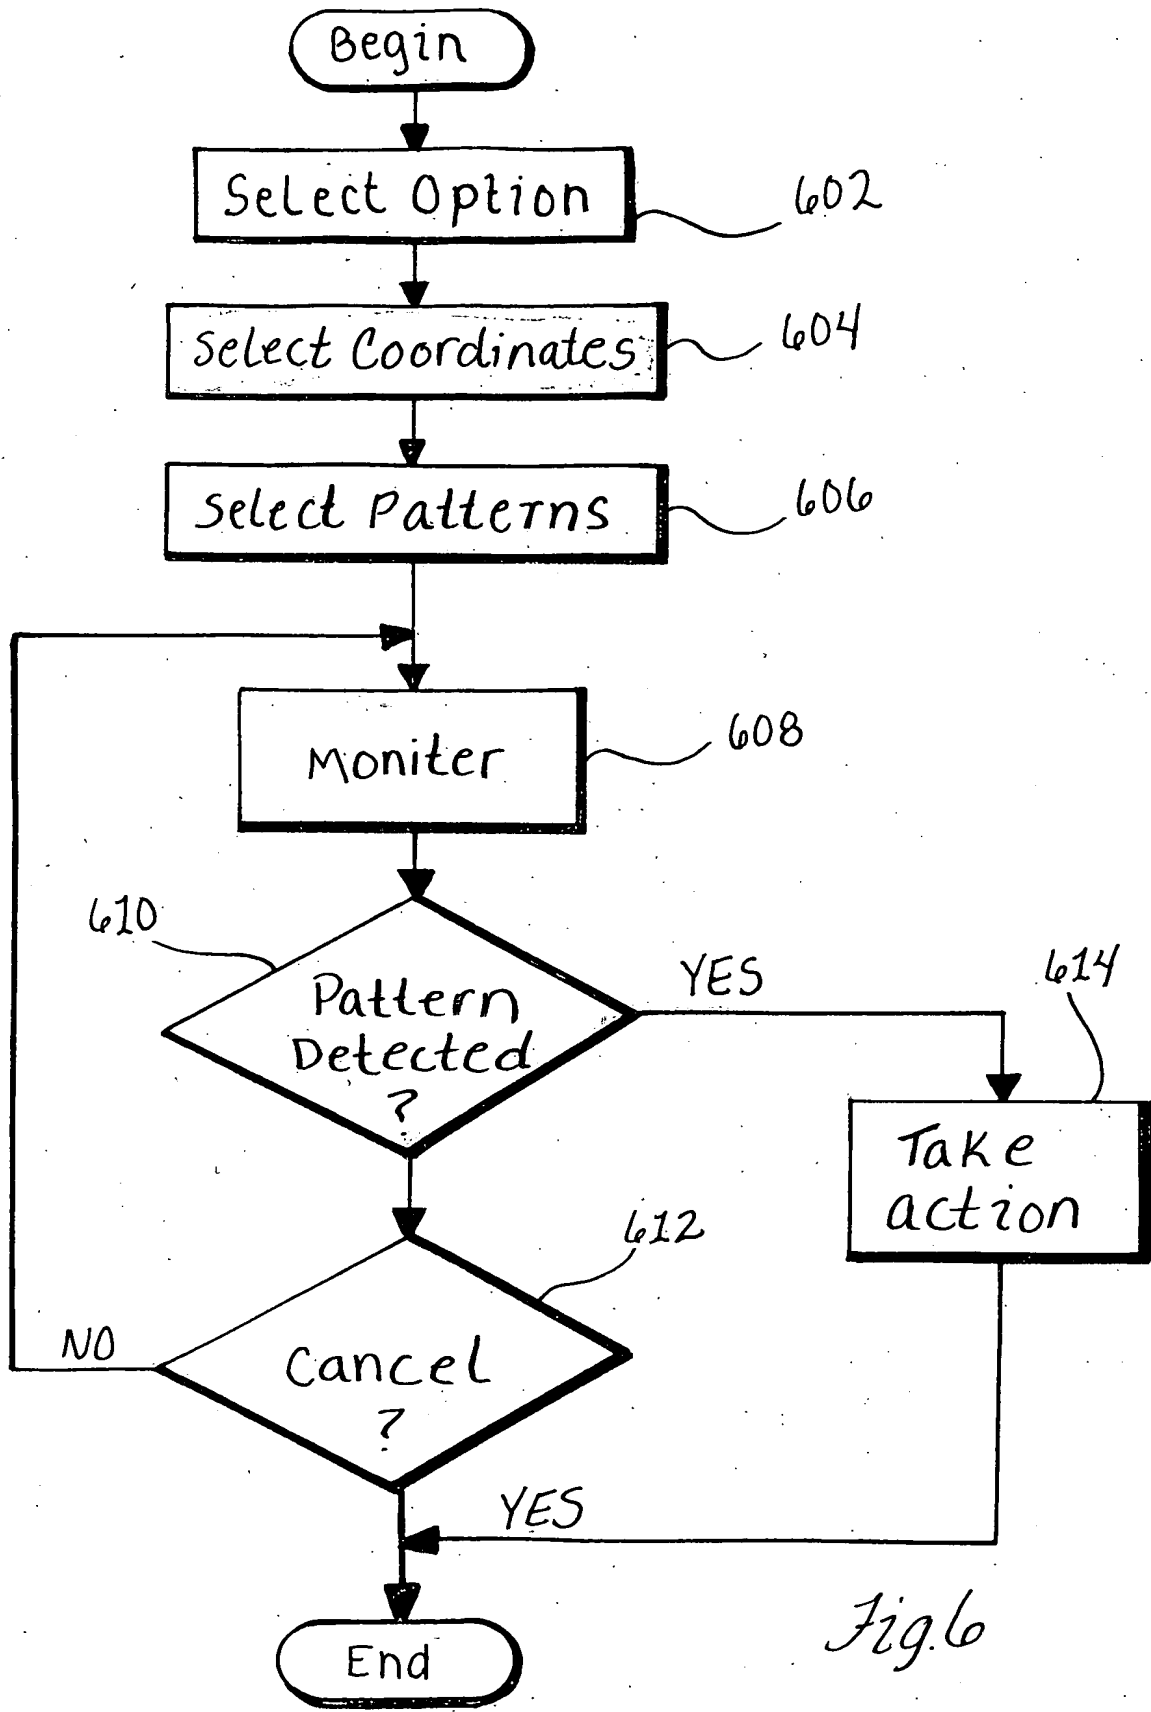 Begin
Select Option
602
Select Coordinates
604
Select Patterns
606
Moniter
608
610
Pattern
Detected
?
YES
614
Take
action
612
Cancel
?
NO
YES
End
Fig.6